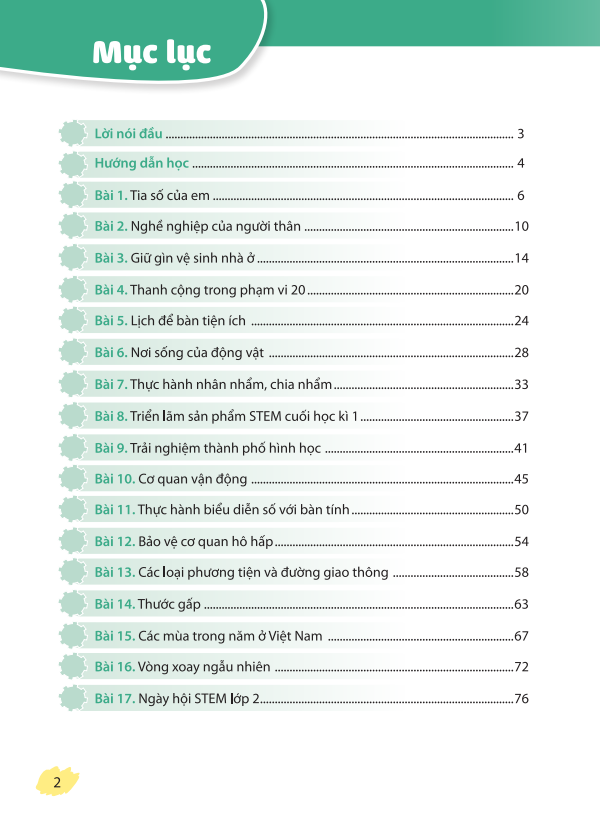 Mục lục
Lời nói đầu ........ 3
Hướng dẫn học ........ 4
Bài 1. Tia số của em ........ 6
Bài 2. Nghề nghiệp của người thân ........ 10
Bài 3. Giữ gìn vệ sinh nhà ở ........ 14
Bài 4. Thanh cộng trong phạm vi 20 ........ 20
Bài 5. Lịch để bàn tiện ích ........ 24
Bài 6. Nơi sống của động vật ........ 28
Bài 7. Thực hành nhân nhẩm, chia nhẩm ........ 33
Bài 8. Triển lãm sản phẩm STEM cuối học kì 1 ........ 37
Bài 9. Trải nghiệm thành phố hình học ........ 41
Bài 10. Cơ quan vận động ........ 45
Bài 11. Thực hành biểu diễn số với bàn tính ........ 50
Bài 12. Bảo vệ cơ quan hô hấp ........ 54
Bài 13. Các loại phương tiện và đường giao thông ........ 58
Bài 14. Thước gấp ........ 63
Bài 15. Các mùa trong năm ở Việt Nam ........ 67
Bài 16. Vòng xoay ngẫu nhiên ........ 72
Bài 17. Ngày hội STEM lớp 2 ........ 76
2